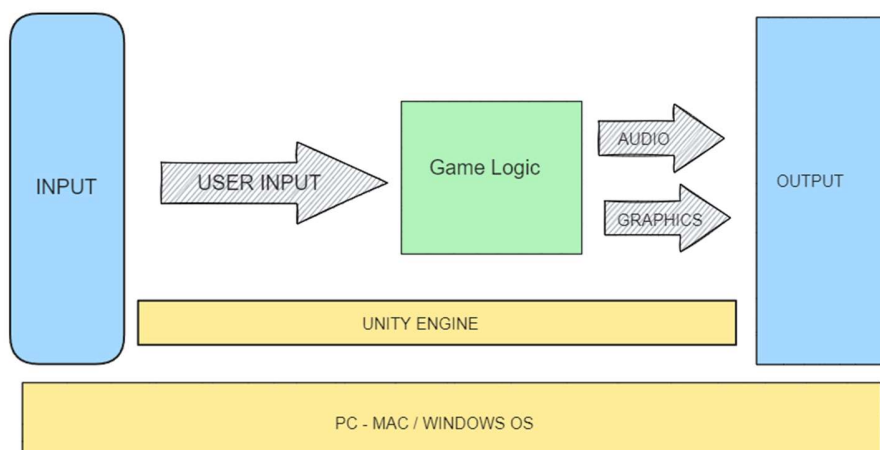 INPUT
USER INPUT
Game Logic
AUDIO
GRAPHICS
OUTPUT
UNITY ENGINE
PC - MAC / WINDOWS OS